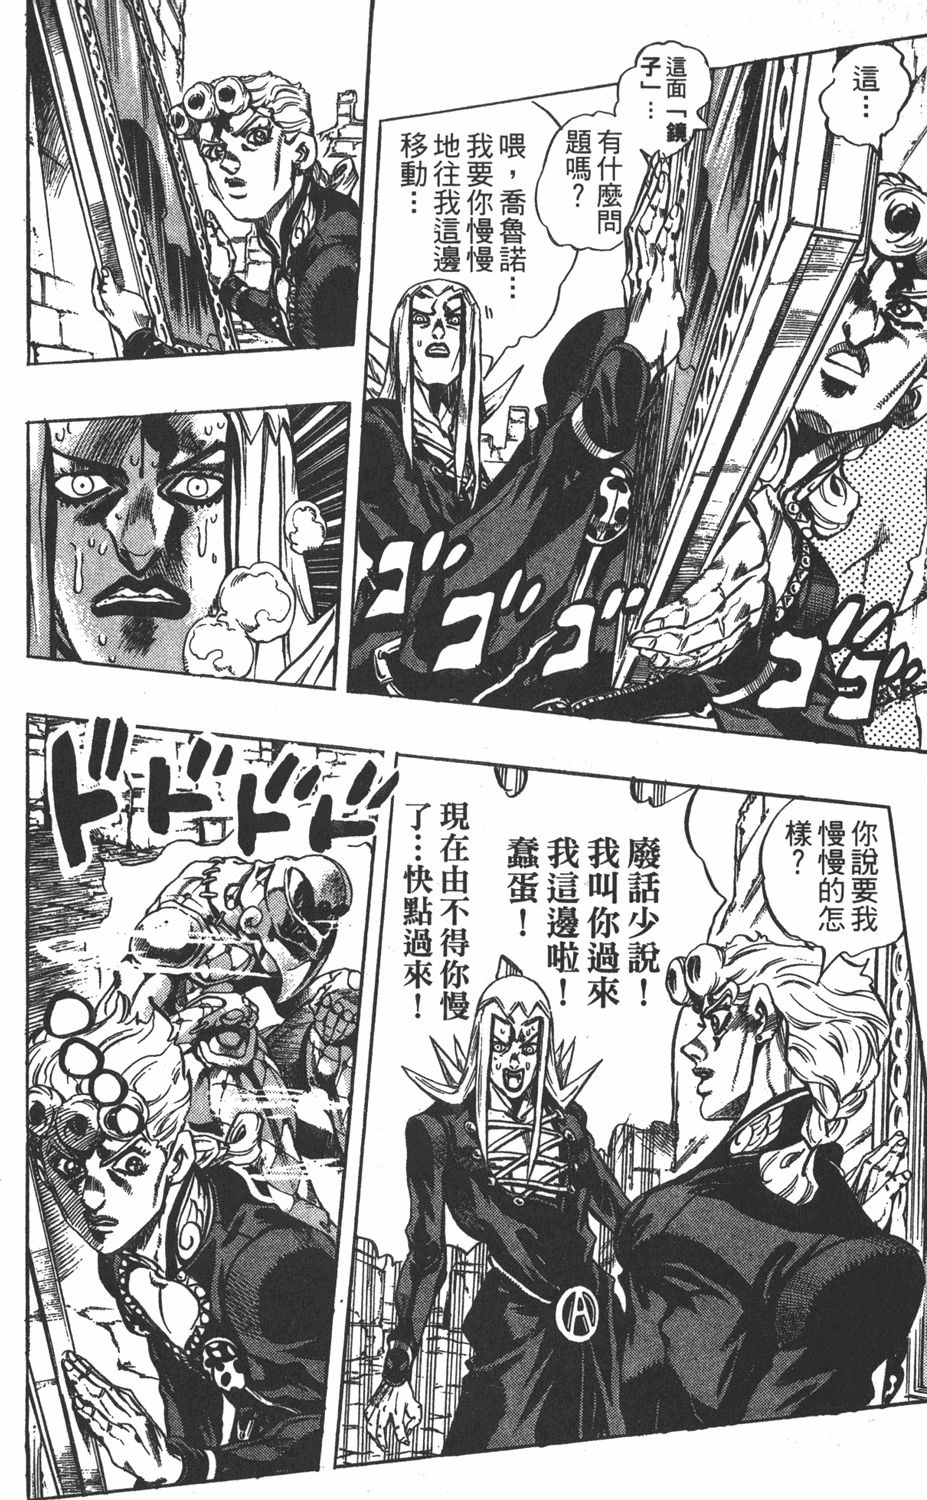 這…
這面「鏡
子」…
有什麼問
題嗎？
喂，喬魯諾…
我要你慢慢
地往我這邊
移動…
ゴゴゴゴゴ
你說要我
慢慢的怎
樣？
廢話少說！
我叫你過來
我這邊啦！
蠢蛋！
現在由不得你慢
了…快點過來！
ドドドド
A